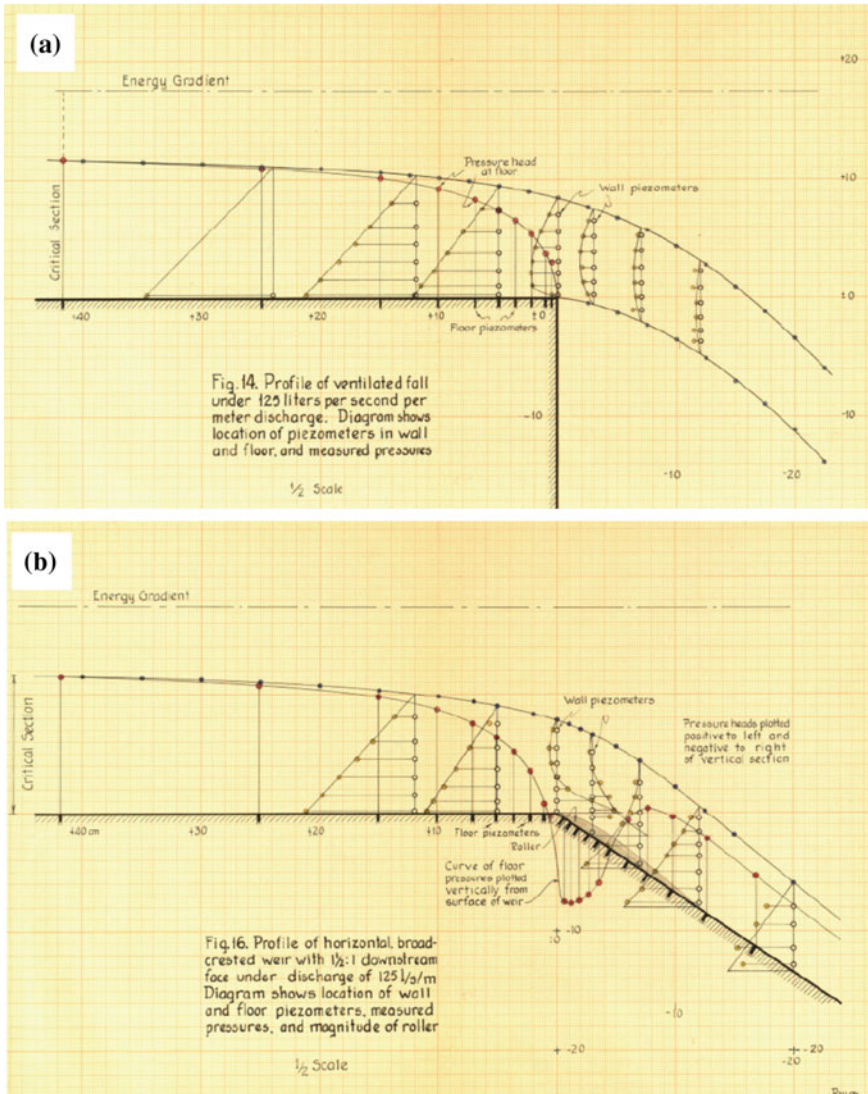 (a)
+20
Energy Gradient
Critical Section
Pressure head
at floor
+10
Wall piezometers
±0
+40
+30
+20
+10
±0
Floor piezometers
Fig. 14. Profile of ventilated fall
under 125 liters per second per
meter discharge. Diagram shows
location of piezometers in wall
and floor, and measured pressures
-10
-10
-10
-20
1/2 Scale
(b)
Energy Gradient
Critical Section
Wall piezometers
Pressure heads plotted
positive to left and
negative to right
of vertical section
+40 cm
+30
+20
+10
Floor piezometers
Roller
Curve of floor
pressures plotted
vertically from
surface of weir
-10
Fig. 16. Profile of horizontal, broad-
crested weir with 1½:1 downstream
face under discharge of 125 l/s/m
Diagram shows location of wall
and floor piezometers, measured
pressures, and magnitude of roller
-10
-20
-20
1/2 Scale